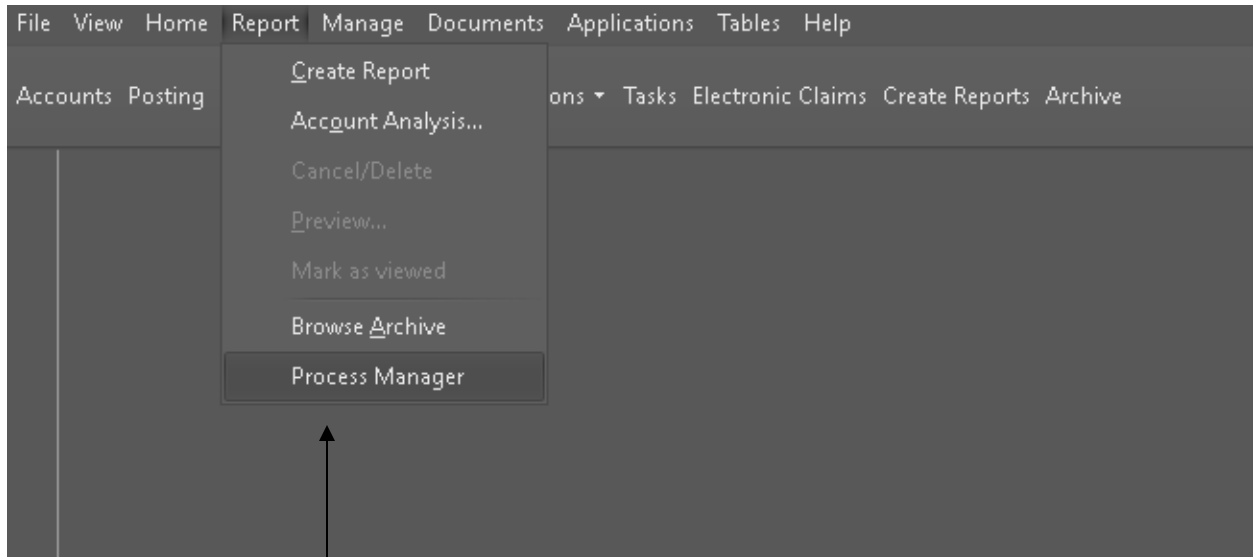 File View Home Report Manage Documents Applications Tables Help
Accounts Posting ons Tasks Electronic Claims Create Reports Archive
Create Report
Account Analysis...
Cancel/Delete
Preview...
Mark as viewed
Browse Archive
Process Manager